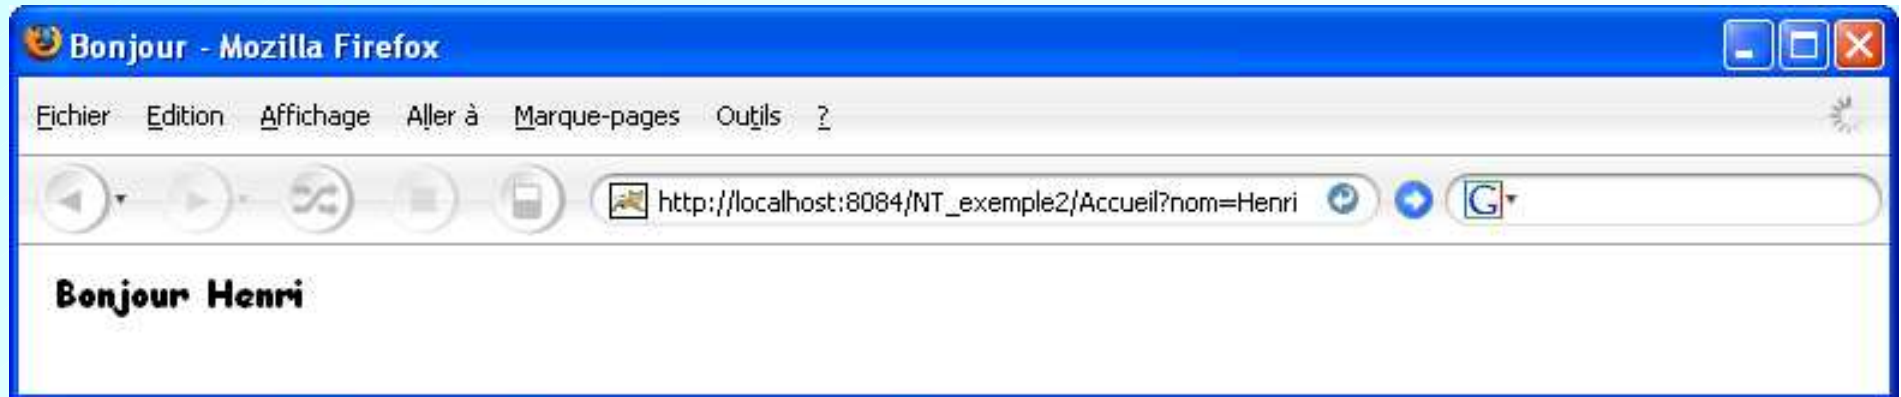 Bonjour - Mozilla Firefox
Fichier Edition Affichage Aller à Marque-pages Outils ?
http://localhost:8084/NT_exemple2/Accueil?nom=Henri G
Bonjour Henri